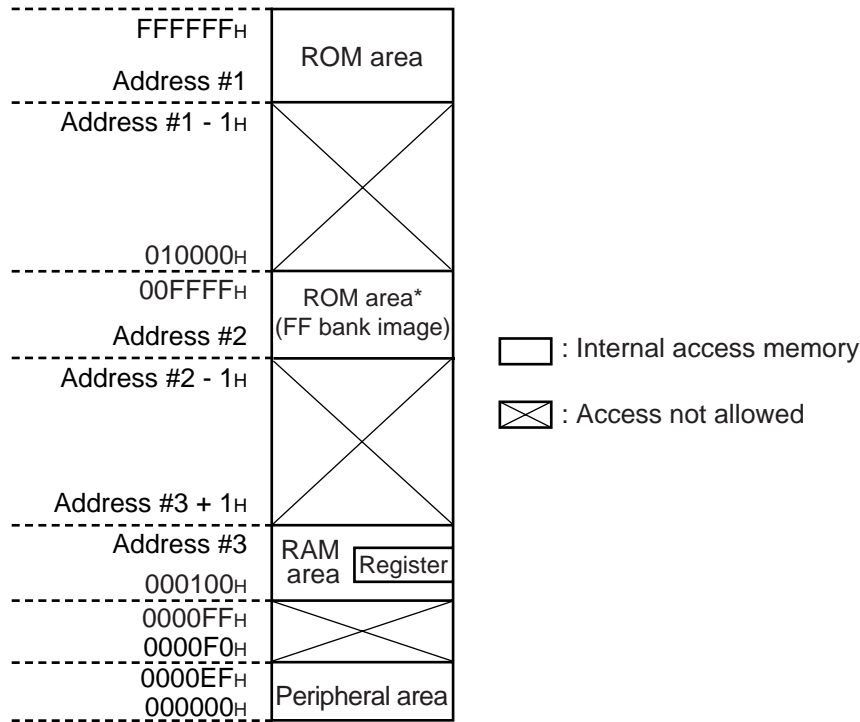 FFFFFFH
ROM area
Address #1
Address #1 - 1H
010000H
00FFFFH
ROM area*
(FF bank image)
Address #2
Address #2 - 1H
: Internal access memory
: Access not allowed
Address #3 + 1H
Address #3
RAM
area
Register
000100H
0000FFH
0000F0H
0000EFH
Peripheral area
000000H